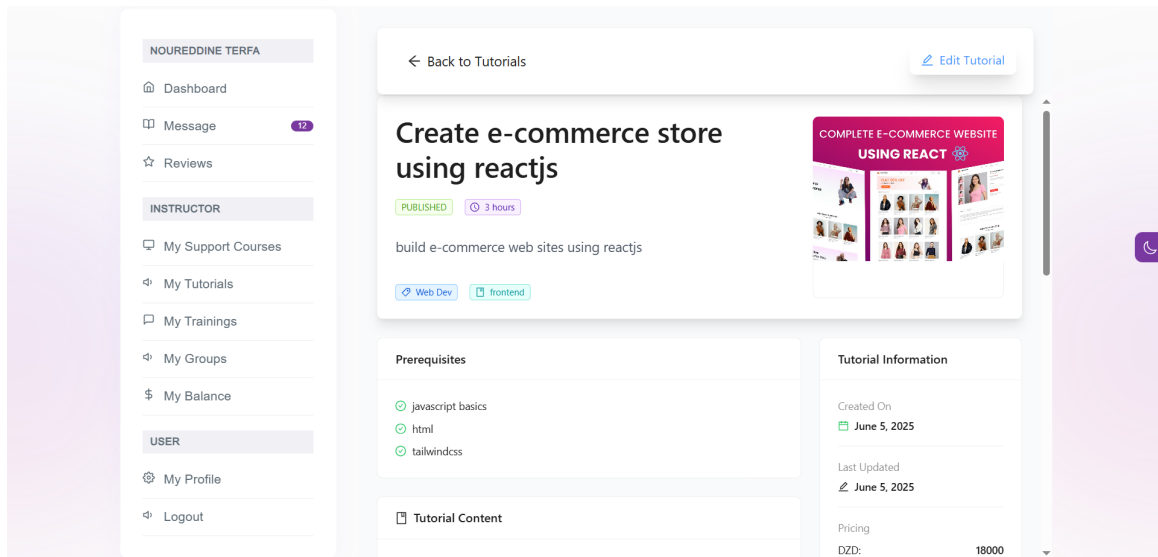 NOUREDDINE TERFA
Dashboard
Message 12
Reviews
INSTRUCTOR
My Support Courses
My Tutorials
My Trainings
My Groups
My Balance
USER
My Profile
Logout
Back to Tutorials
Edit Tutorial
Create e-commerce store
using reactjs
PUBLISHED 3 hours
build e-commerce web sites using reactjs
Web Dev frontend
COMPLETE E-COMMERCE WEBSITE
USING REACT
Prerequisites
javascript basics
html
tailwindcss
Tutorial Content
Tutorial Information
Created On
June 5, 2025
Last Updated
June 5, 2025
Pricing
DZD: 18000